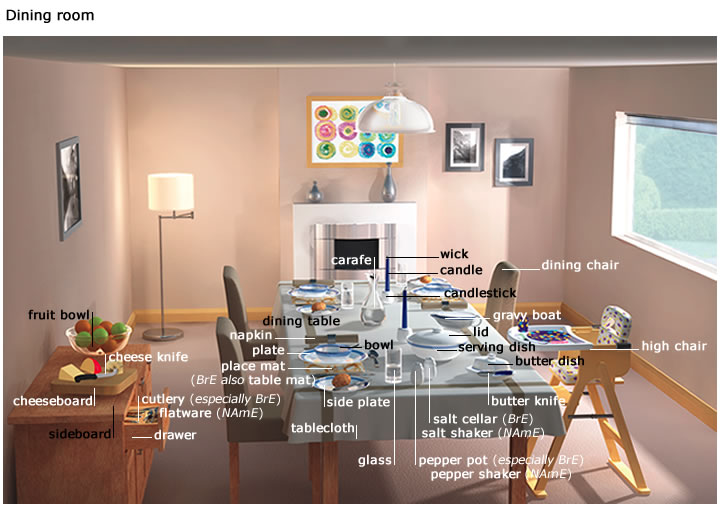 Dining room
wick
carafe
candle
dining chair
candlestick
fruit bowl
dining table
gravy boat
napkin
lid
plate
bowl
serving dish
high chair
cheese knife
place mat
butter dish
(BrE also table mat)
cheeseboard
cutlery (especially BrE)
flatware (NAmE)
side plate
butter knife
salt cellar (BrE)
salt shaker (NAmE)
sideboard
drawer
tablecloth
glass
pepper pot (especially BrE)
pepper shaker (NAmE)